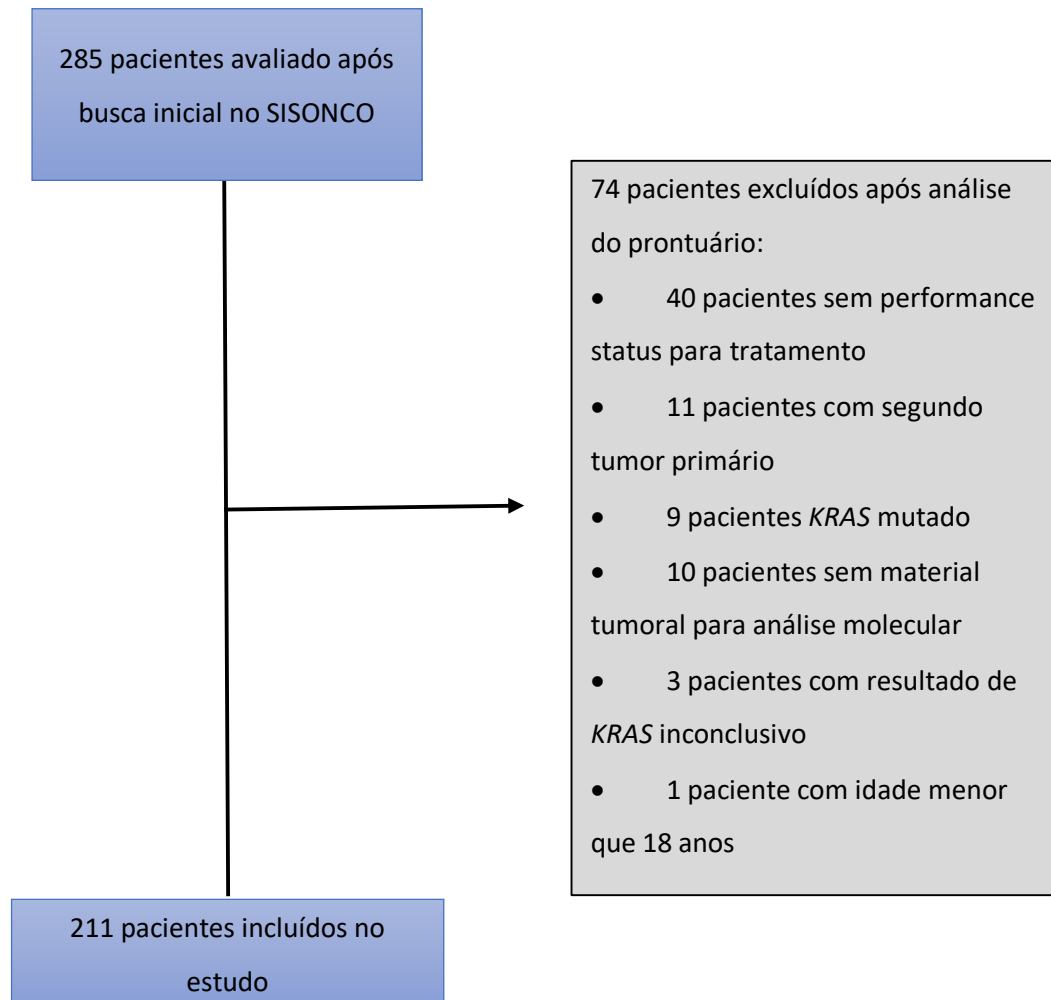 285 pacientes avaliado após
busca inicial no SISONCO
74 pacientes excluídos após análise
do prontuário:
• 40 pacientes sem performance
status para tratamento
• 11 pacientes com segundo
tumor primário
• 9 pacientes KRAS mutado
• 10 pacientes sem material
tumoral para análise molecular
• 3 pacientes com resultado de
KRAS inconclusivo
• 1 paciente com idade menor
que 18 anos
211 pacientes incluídos no
estudo